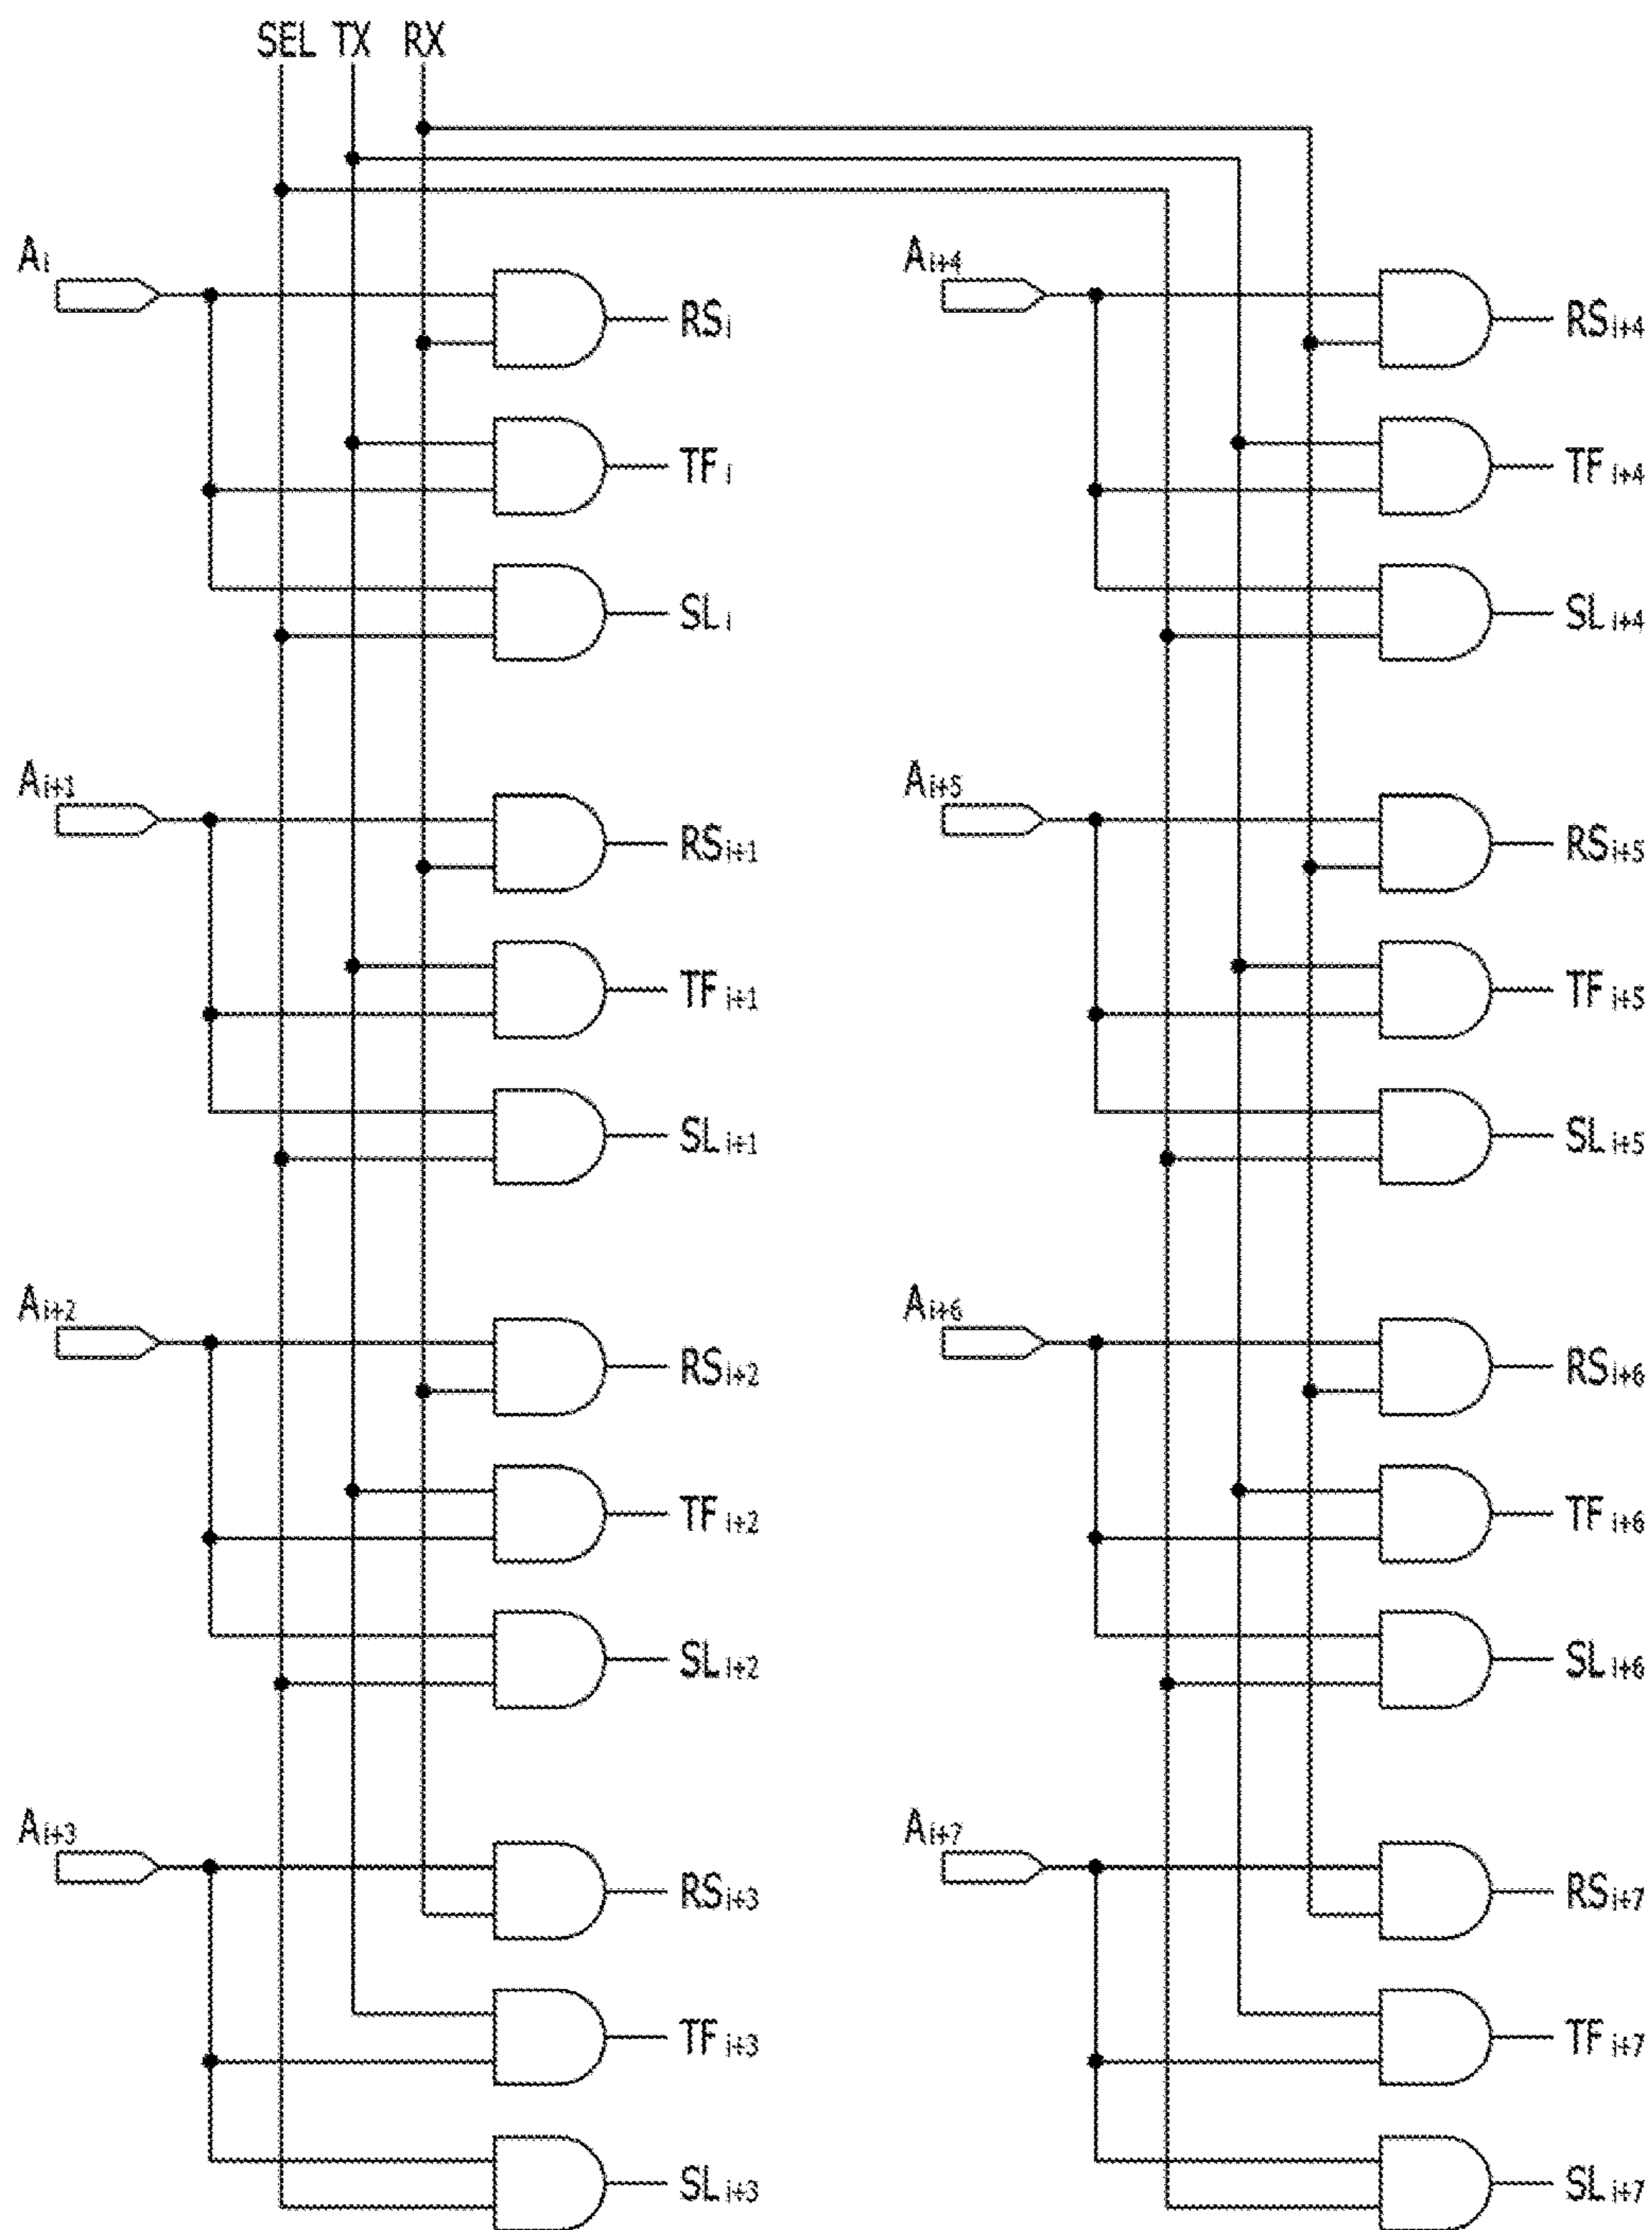 SEL TX RX
Ai
RSi
TFi
SLi
Ai+1
RSi+1
TFi+1
SLi+1
Ai+2
RSi+2
TFi+2
SLi+2
Ai+3
RSi+3
TFi+3
SLi+3
Ai+4
RSi+4
TFi+4
SLi+4
Ai+5
RSi+5
TFi+5
SLi+5
Ai+6
RSi+6
TFi+6
SLi+6
Ai+7
RSi+7
TFi+7
SLi+7